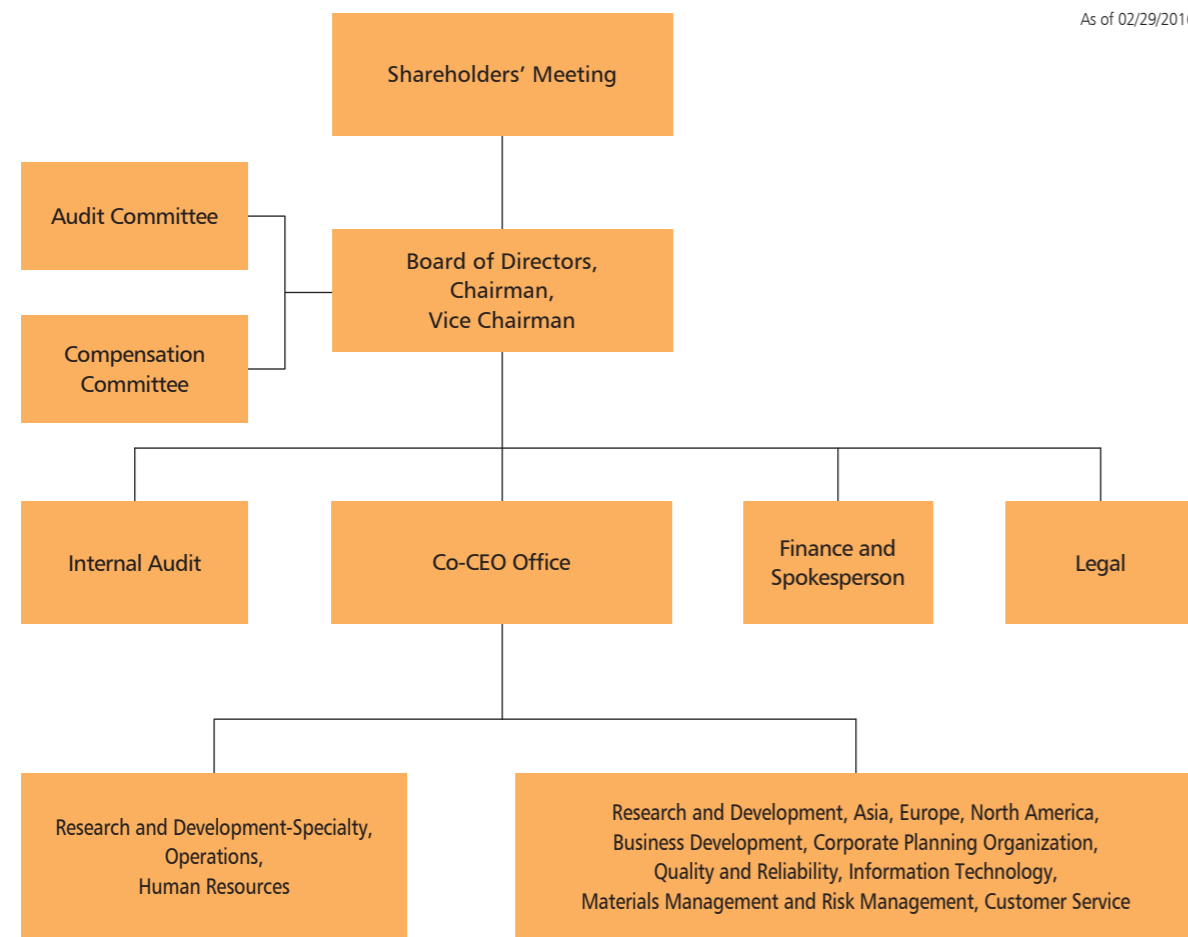 As of 02/29/2016
Shareholders’ Meeting
Audit Committee
Board of Directors,
Chairman,
Vice Chairman
Compensation
Committee
Internal Audit
Co-CEO Office
Finance and
Spokesperson
Legal
Research and Development-Specialty,
Operations,
Human Resources
Research and Development, Asia, Europe, North America,
Business Development, Corporate Planning Organization,
Quality and Reliability, Information Technology,
Materials Management and Risk Management, Customer Service